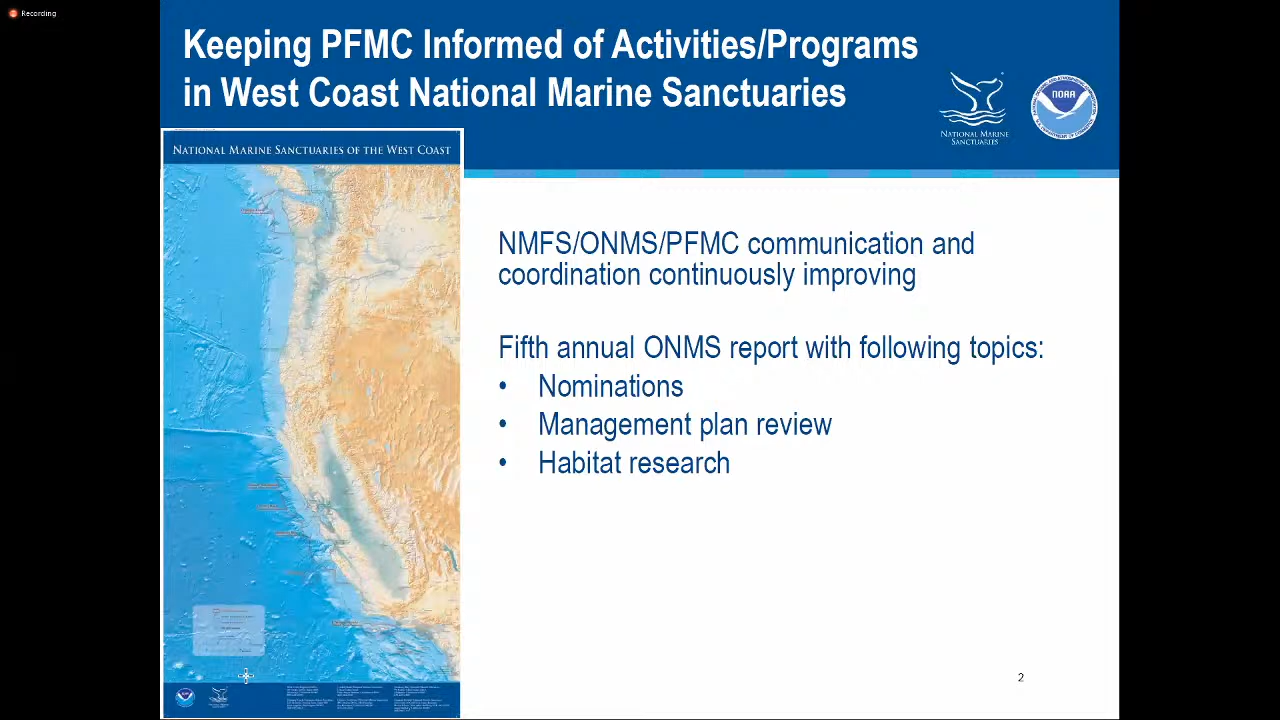 Recording
Keeping PFMC Informed of Activities/Programs
in West Coast National Marine Sanctuaries
NATIONAL MARINE
SANCTUARIES
NOAA
NATIONAL MARINE SANCTUARIES OF THE WEST COAST
NMFS/ONMS/PFMC communication and
coordination continuously improving
Fifth annual ONMS report with following topics:
• Nominations
• Management plan review
• Habitat research
2